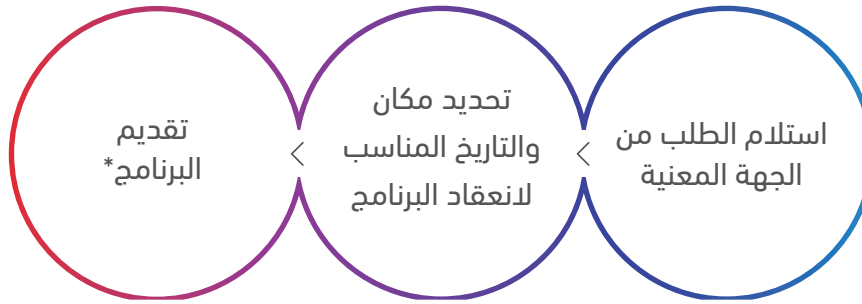 استلام الطلب من
الجهة المعنية
تحديد مكان
والتاريخ المناسب
لانعقاد البرنامج
تقديم
البرنامج*